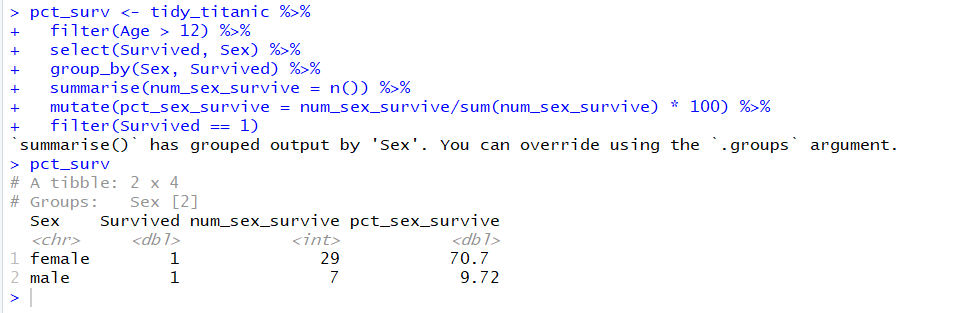 > pct_surv <- tidy_titanic %>%
+   filter(Age > 12) %>%
+   select(Survived, Sex) %>%
+   group_by(Sex, Survived) %>%
+   summarise(num_sex_survive = n()) %>%
+   mutate(pct_sex_survive = num_sex_survive/sum(num_sex_survive) * 100) %>%
+   filter(Survived == 1)
`summarise()` has grouped output by 'Sex'. You can override using the `.groups` argument.
> pct_surv
# A tibble: 2 x 4
# Groups:   Sex [2]
  Sex    Survived num_sex_survive pct_sex_survive
  <chr>     <dbl>           <int>           <dbl>
1 female        1              29           70.7
2 male          1               7            9.72
>